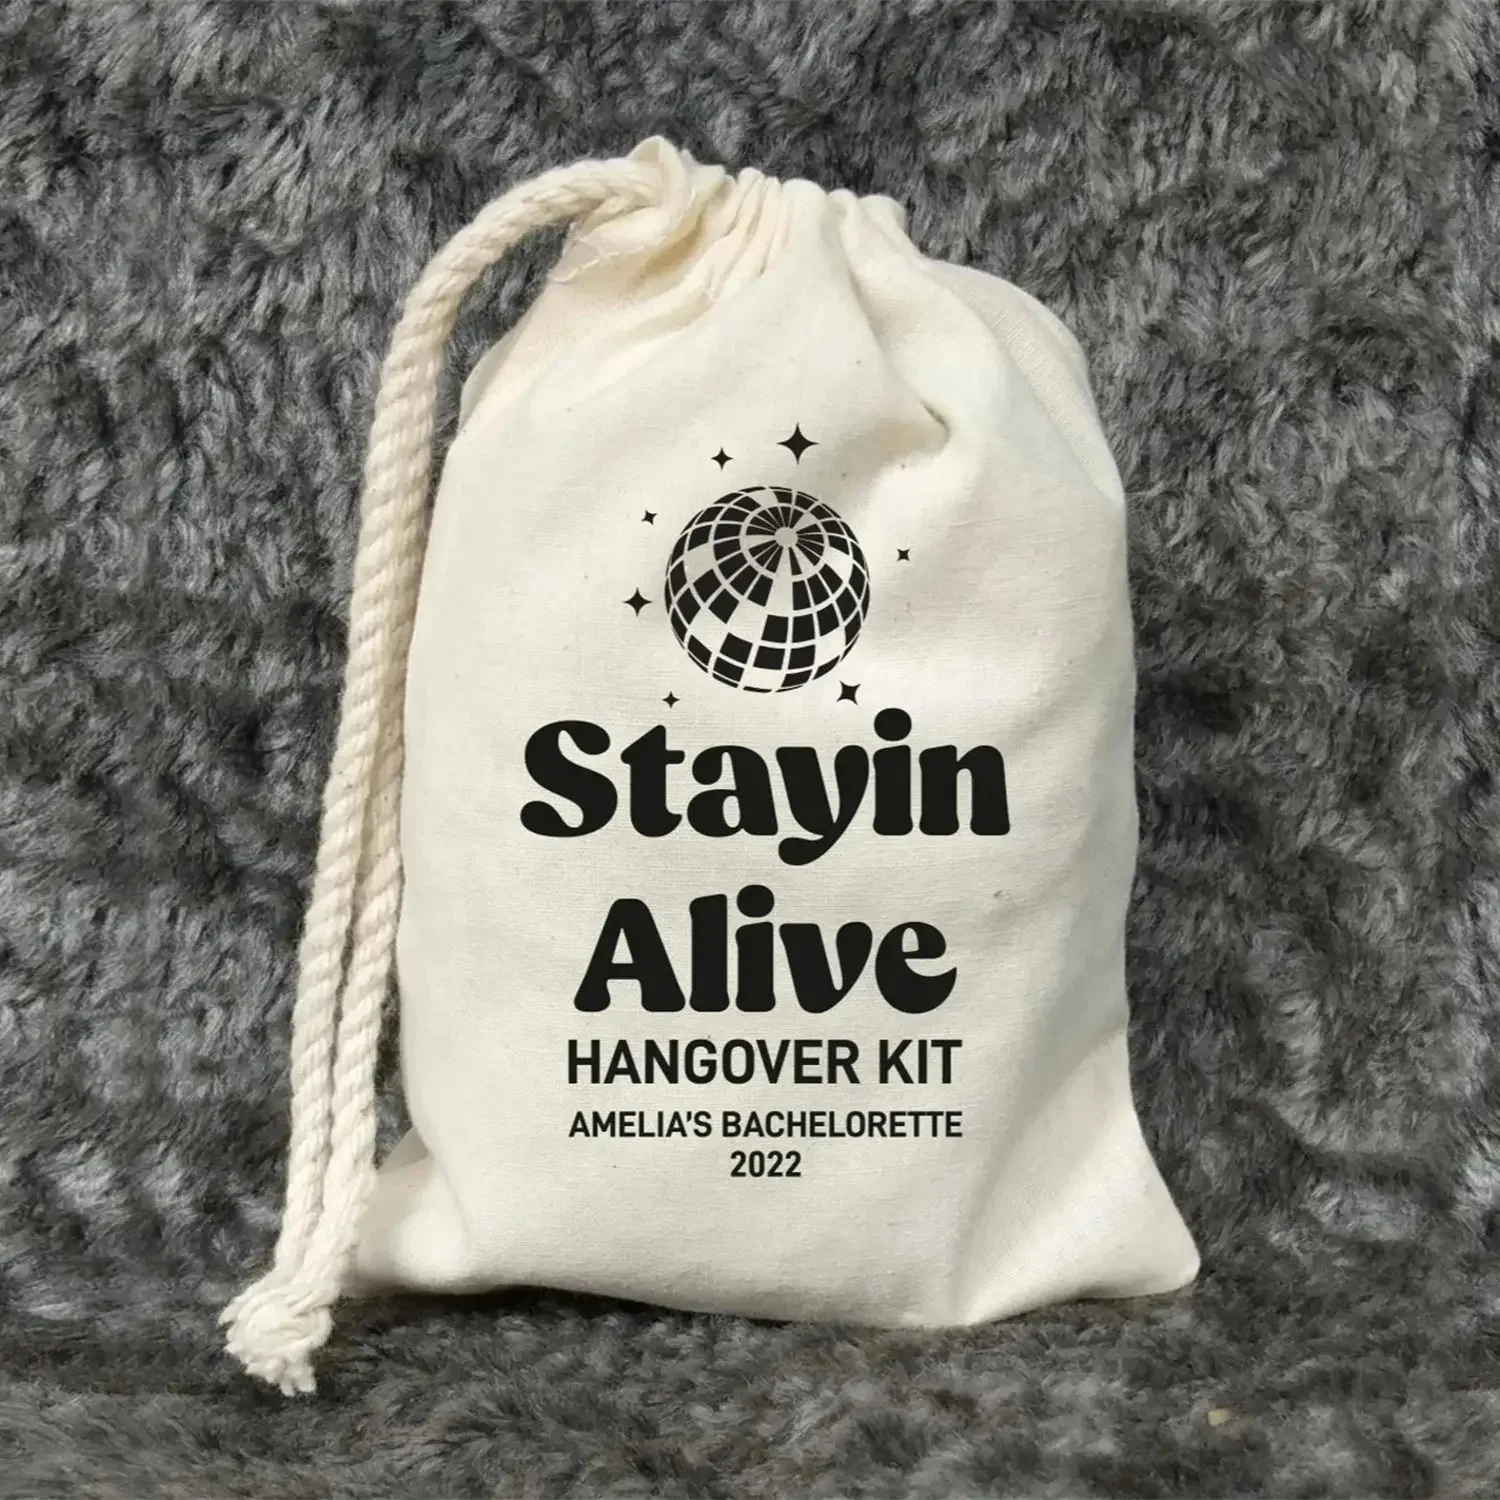 Stayin
Alive
HANGOVER KIT
AMELIA'S BACHELORETTE
2022